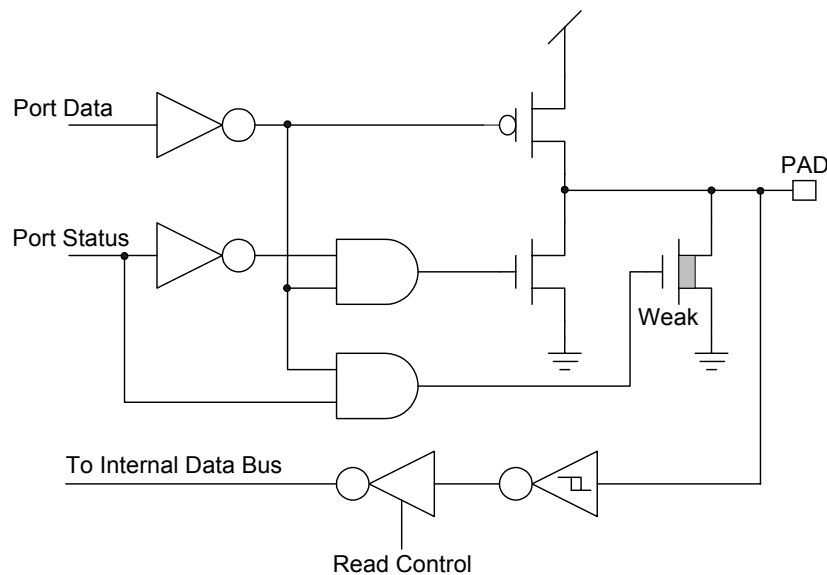 Port Data
PAD
Port Status
Weak
To Internal Data Bus
Read Control